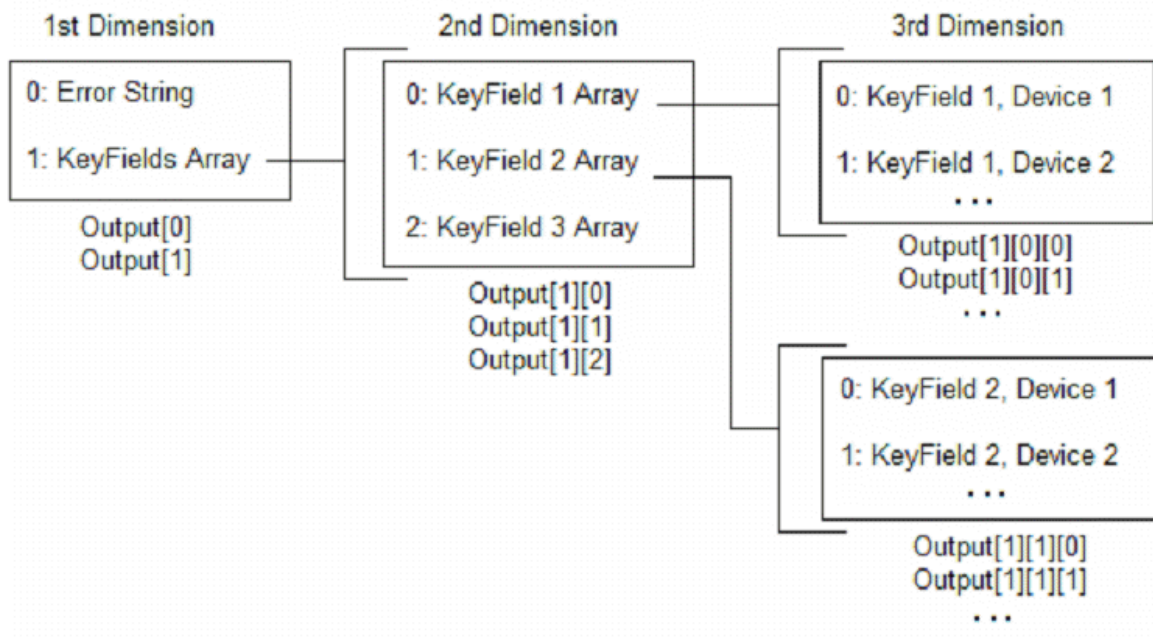 1st Dimension
0: Error String
1: KeyFields Array
Output[0]
Output[1]
2nd Dimension
0: KeyField 1 Array
1: KeyField 2 Array
2: KeyField 3 Array
Output[1][0]
Output[1][1]
Output[1][2]
3rd Dimension
0: KeyField 1, Device 1
1: KeyField 1, Device 2
...
Output[1][0][0]
Output[1][0][1]
...
0: KeyField 2, Device 1
1: KeyField 2, Device 2
...
Output[1][1][0]
Output[1][1][1]
...